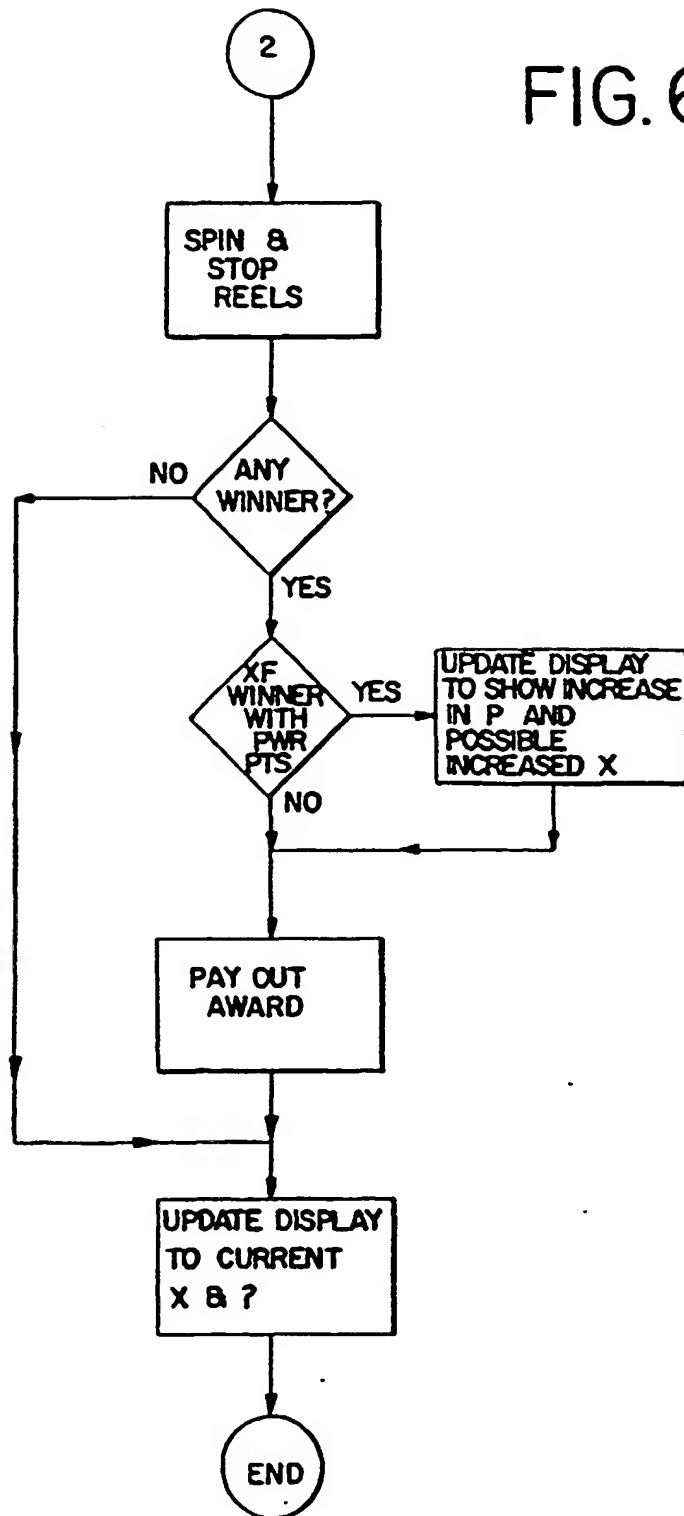 2
FIG. 6
SPIN &
STOP
REELS
NO
ANY
WINNER?
YES
XF
WINNER
WITH
PWR
PTS
YES
UPDATE DISPLAY
TO SHOW INCREASE
IN P AND
POSSIBLE
INCREASED X
NO
PAY OUT
AWARD
UPDATE DISPLAY
TO CURRENT
X & ?
END